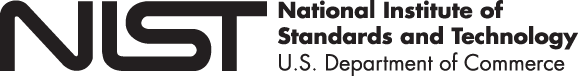 NIST
National Institute of
Standards and Technology
U.S. Department of Commerce